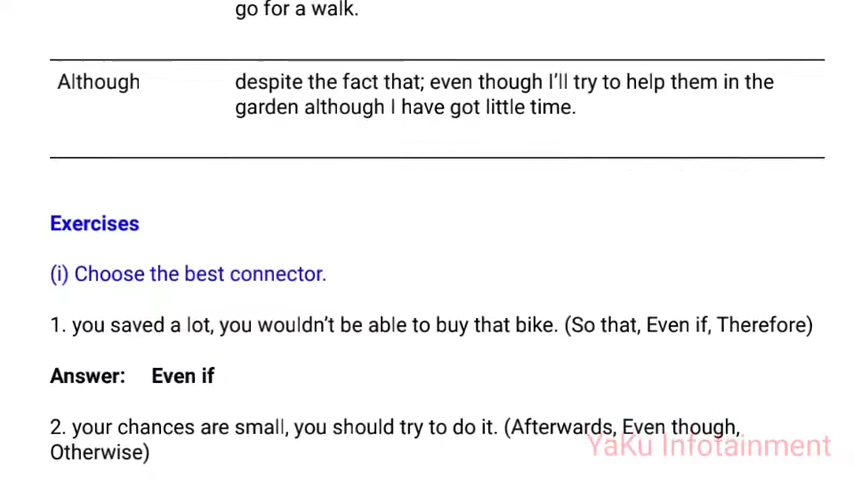 go for a walk.
Although despite the fact that; even though I'll try to help them in the
garden although I have got little time.
Exercises
(i) Choose the best connector.
1. you saved a lot, you wouldn't be able to buy that bike. (So that, Even if, Therefore)
Answer: Even if
2. your chances are small, you should try to do it. (Afterwards, Even though,
Otherwise)
YaKu Infotainment